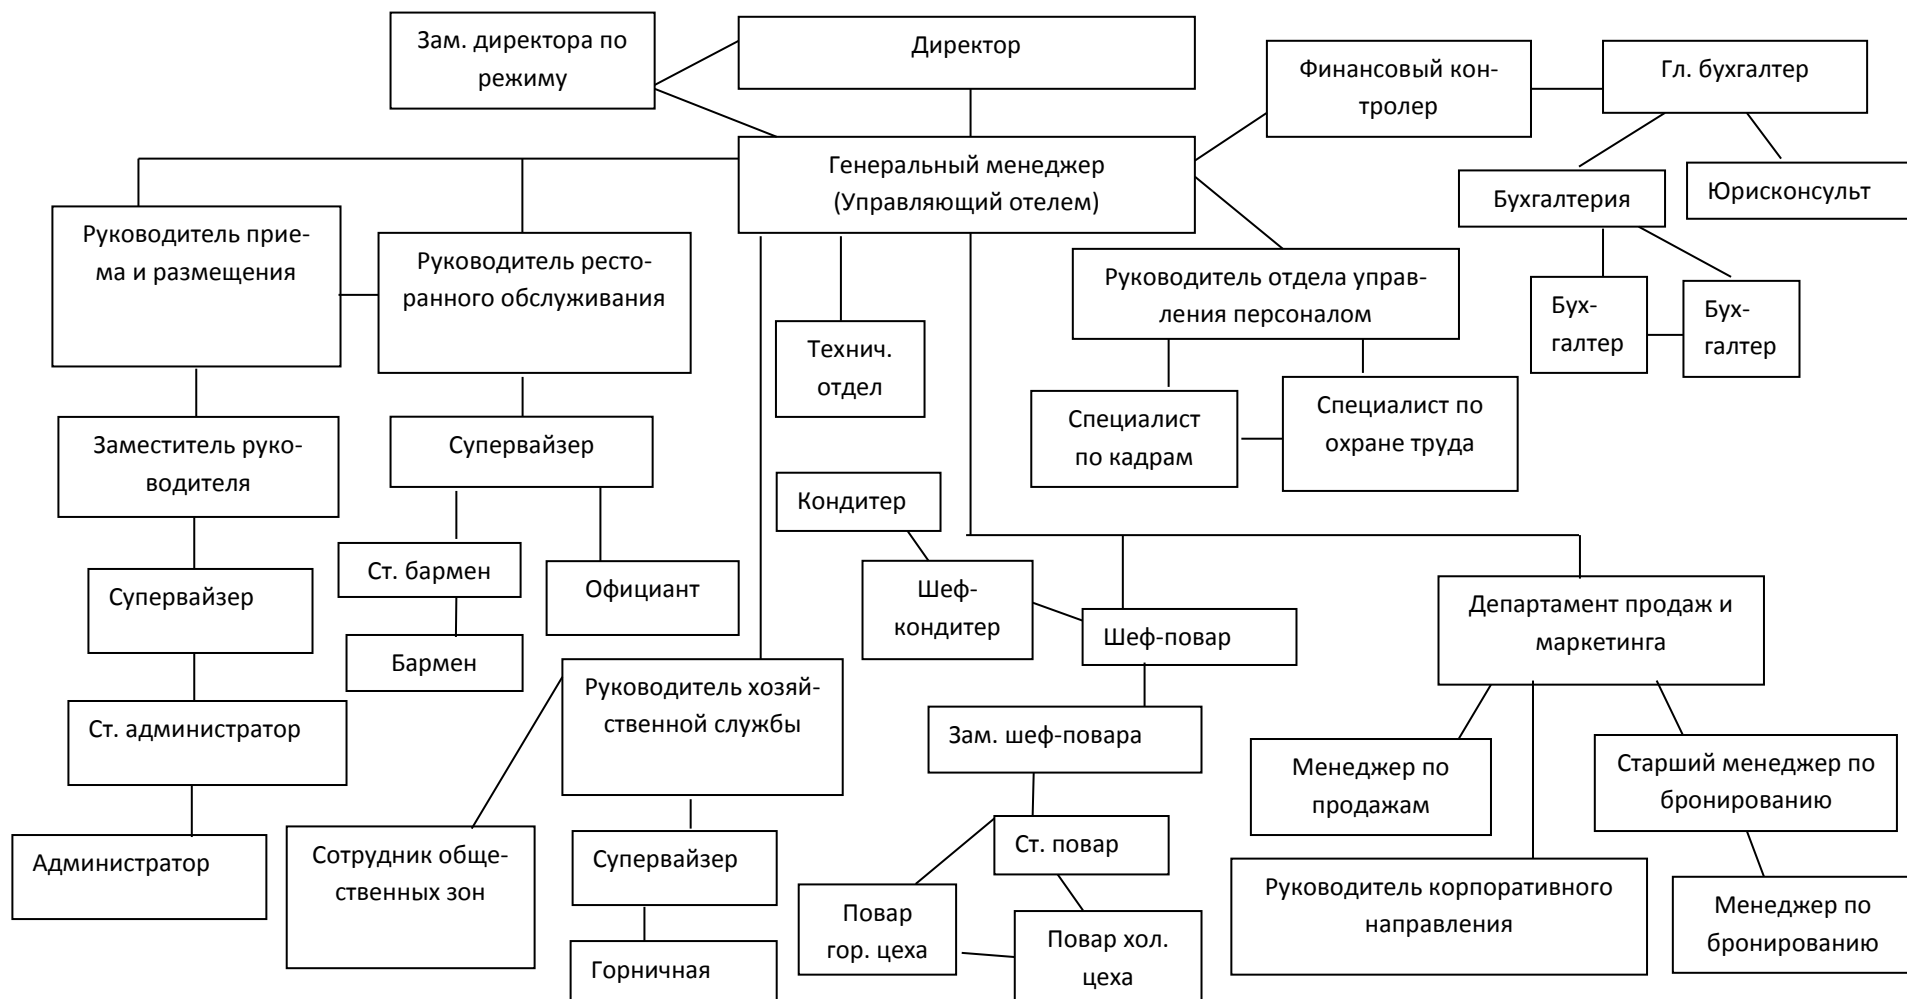 Зам. директора по
режиму
Директор
Финансовый кон-
тролер
Гл. бухгалтер
Генеральный менеджер
(Управляющий отелем)
Бухгалтерия
Юрисконсульт
Руководитель прие-
ма и размещения
Руководитель ресто-
ранного обслуживания
Руководитель отдела управ-
ления персоналом
Бух-
галтер
Бух-
галтер
Технич.
отдел
Заместитель руко-
водителя
Супервайзер
Специалист
по кадрам
Специалист по
охране труда
Кондитер
Супервайзер
Ст. бармен
Официант
Шеф-
кондитер
Шеф-повар
Департамент продаж и
маркетинга
Бармен
Руководитель хозяй-
ственной службы
Ст. администратор
Зам. шеф-повара
Менеджер по
продажам
Старший менеджер по
бронированию
Администратор
Сотрудник обще-
ственных зон
Супервайзер
Ст. повар
Руководитель корпоративного
направления
Повар
гор. цеха
Повар хол.
цеха
Менеджер по
бронированию
Горничная